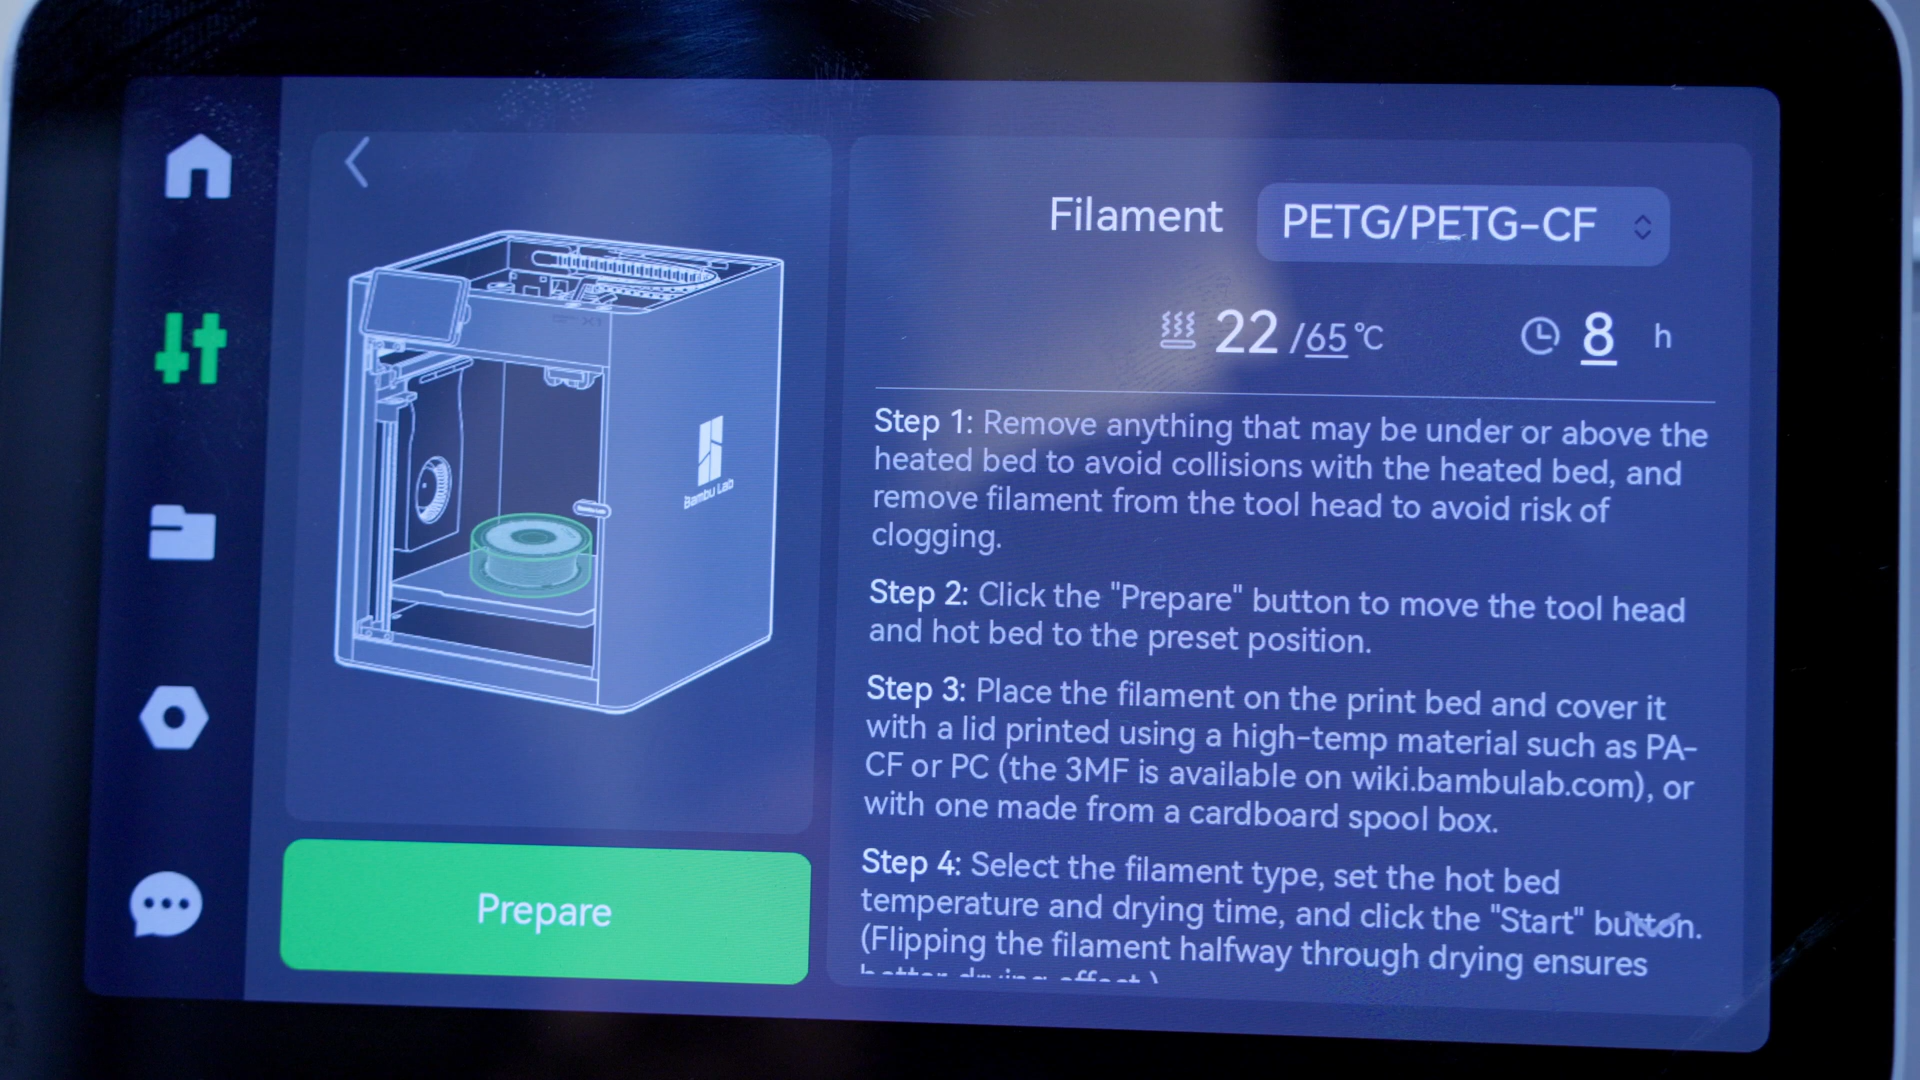 Filament PETG/PETG-CF
22 /65 °C 8 h
Step 1: Remove anything that may be under or above the
heated bed to avoid collisions with the heated bed, and
remove filament from the tool head to avoid risk of
clogging.
Step 2: Click the "Prepare" button to move the tool head
and hot bed to the preset position.
Step 3: Place the filament on the print bed and cover it
with a lid printed using a high-temp material such as PA-
CF or PC (the 3MF is available on wiki.bambulab.com), or
with one made from a cardboard spool box.
Step 4: Select the filament type, set the hot bed
temperature and drying time, and click the "Start" button.
(Flipping the filament halfway through drying ensures
better drying effect.)
Bambu Lab
Prepare